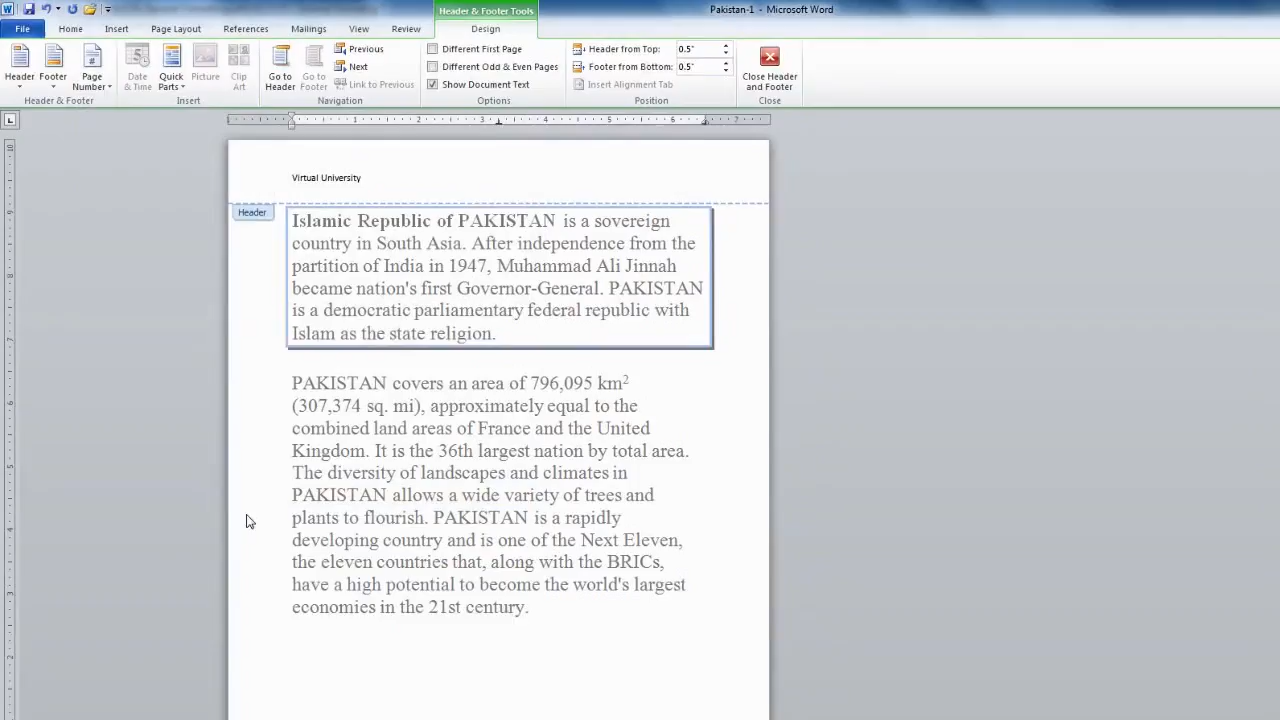 Pakistan-1 - Microsoft Word
Header & Footer Tools
File Home Insert Page Layout References Mailings Review Design
Header Footer Page Number
Header & Footer
Date & Time Quick Parts Picture Clip Art
Insert
Go to Header Go to Footer Previous Next Link to Previous
Navigation
Different First Page
Different Odd & Even Pages
Show Document Text
Options
Header from Top: 0.5"
Footer from Bottom: 0.5"
Insert Alignment Tab
Position
Close Header and Footer
Close
1 2 3 4 5 6 7
Virtual University
Header
Islamic Republic of PAKISTAN is a sovereign
country in South Asia. After independence from the
partition of India in 1947, Muhammad Ali Jinnah
became nation's first Governor-General. PAKISTAN
is a democratic parliamentary federal republic with
Islam as the state religion.
PAKISTAN covers an area of 796,095 km²
(307,374 sq. mi), approximately equal to the
combined land areas of France and the United
Kingdom. It is the 36th largest nation by total area.
The diversity of landscapes and climates in
PAKISTAN allows a wide variety of trees and
plants to flourish. PAKISTAN is a rapidly
developing country and is one of the Next Eleven,
the eleven countries that, along with the BRICs,
have a high potential to become the world's largest
economies in the 21st century.